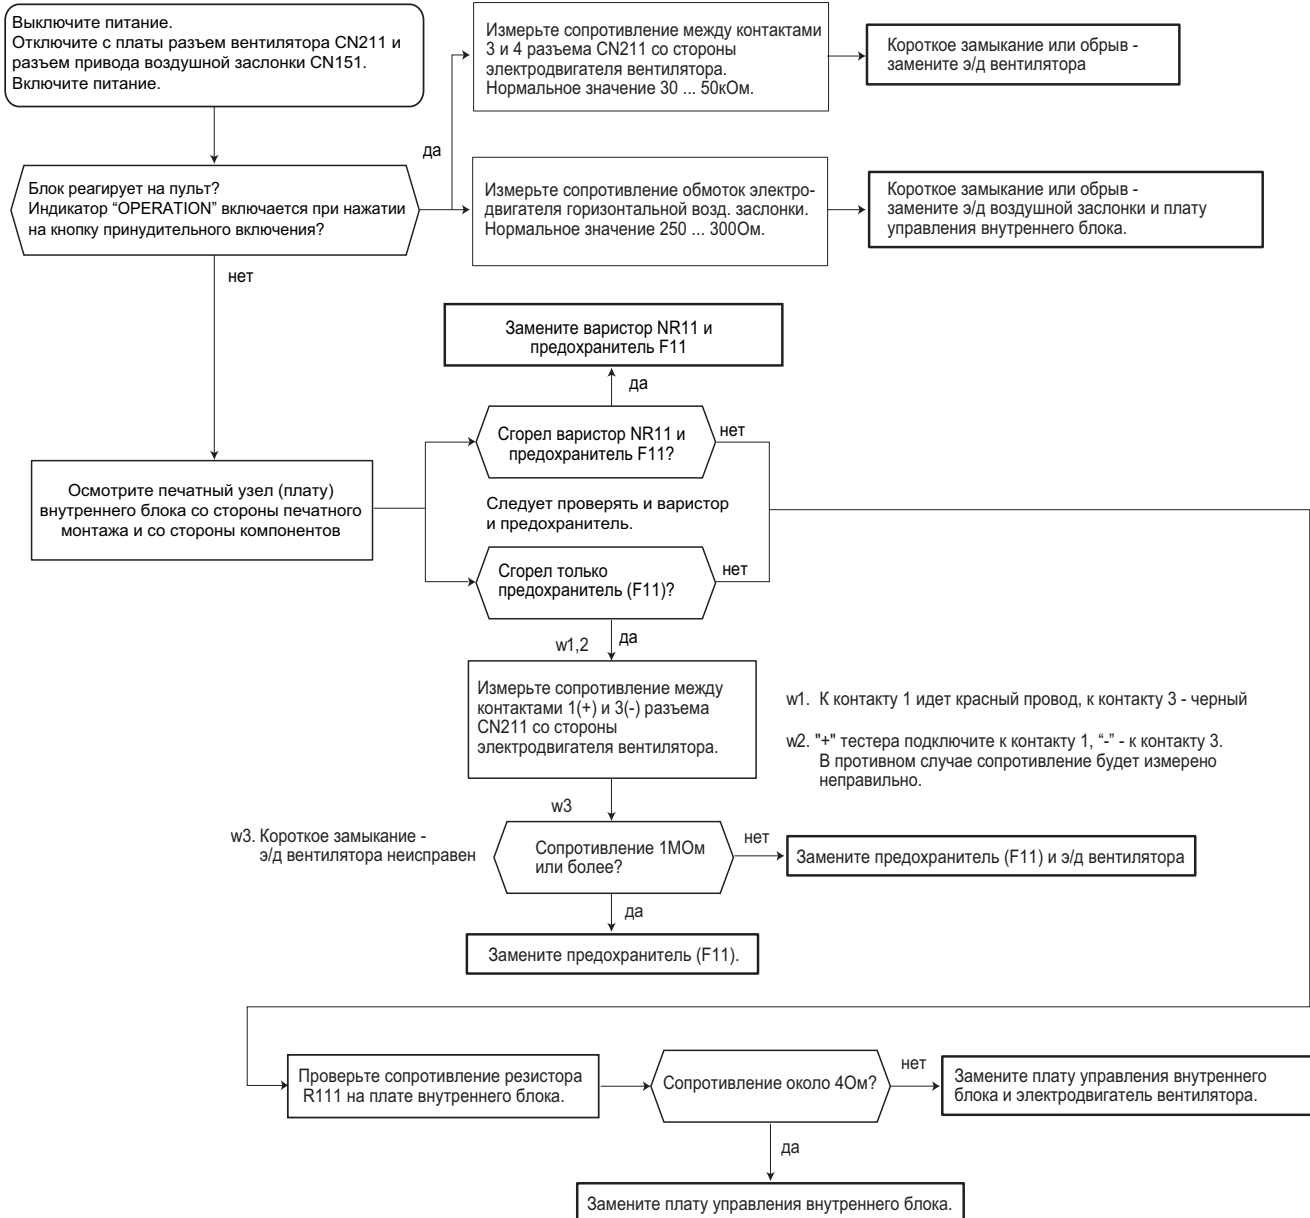 Выключите питание.
Отключите с платы разъем вентилятора CN211 и
разъем привода воздушной заслонки CN151.
Включите питание.
Измерьте сопротивление между контактами
3 и 4 разъема CN211 со стороны
электродвигателя вентилятора.
Нормальное значение 30 ... 50кОм.
Короткое замыкание или обрыв -
замените э/д вентилятора
да
Блок реагирует на пульт?
Индикатор “OPERATION” включается при нажатии
на кнопку принудительного включения?
Измерьте сопротивление обмоток электро-
двигателя горизонтальной возд. заслонки.
Нормальное значение 250 ... 300Ом.
Короткое замыкание или обрыв -
замените э/д воздушной заслонки и плату
управления внутреннего блока.
нет
Замените варистор NR11 и
предохранитель F11
да
Сгорел варистор NR11 и
предохранитель F11?
нет
Осмотрите печатный узел (плату)
внутреннего блока со стороны печатного
монтажа и со стороны компонентов
Следует проверять и варистор
и предохранитель.
Сгорел только
предохранитель (F11)?
нет
да
w1,2
Измерьте сопротивление между
контактами 1(+) и 3(-) разъема
CN211 со стороны
электродвигателя вентилятора.
w1. К контакту 1 идет красный провод, к контакту 3 - черный
w2. "+" тестера подключите к контакту 1, “-” - к контакту 3.
В противном случае сопротивление будет измерено
неправильно.
w3
w3. Короткое замыкание -
э/д вентилятора неисправен
Сопротивление 1МОм
или более?
нет
Замените предохранитель (F11) и э/д вентилятора
да
Замените предохранитель (F11).
Проверьте сопротивление резистора
R111 на плате внутреннего блока.
Сопротивление около 4Ом?
нет
Замените плату управления внутреннего
блока и электродвигатель вентилятора.
да
Замените плату управления внутреннего блока.